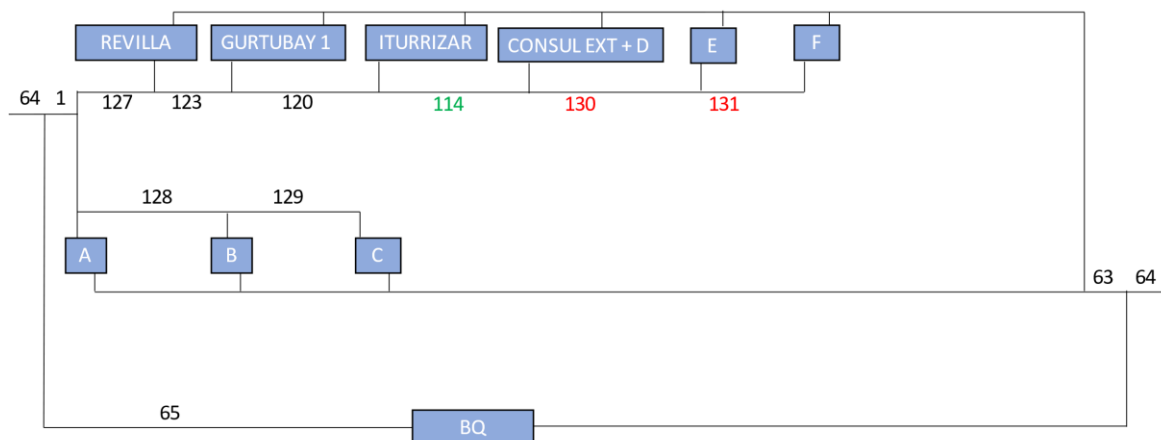 REVILLA
GURTUBAY 1
ITURRIZAR
CONSUL EXT + D
E
F
64
1
127
123
120
114
130
131
128
129
A
B
C
63
64
65
BQ